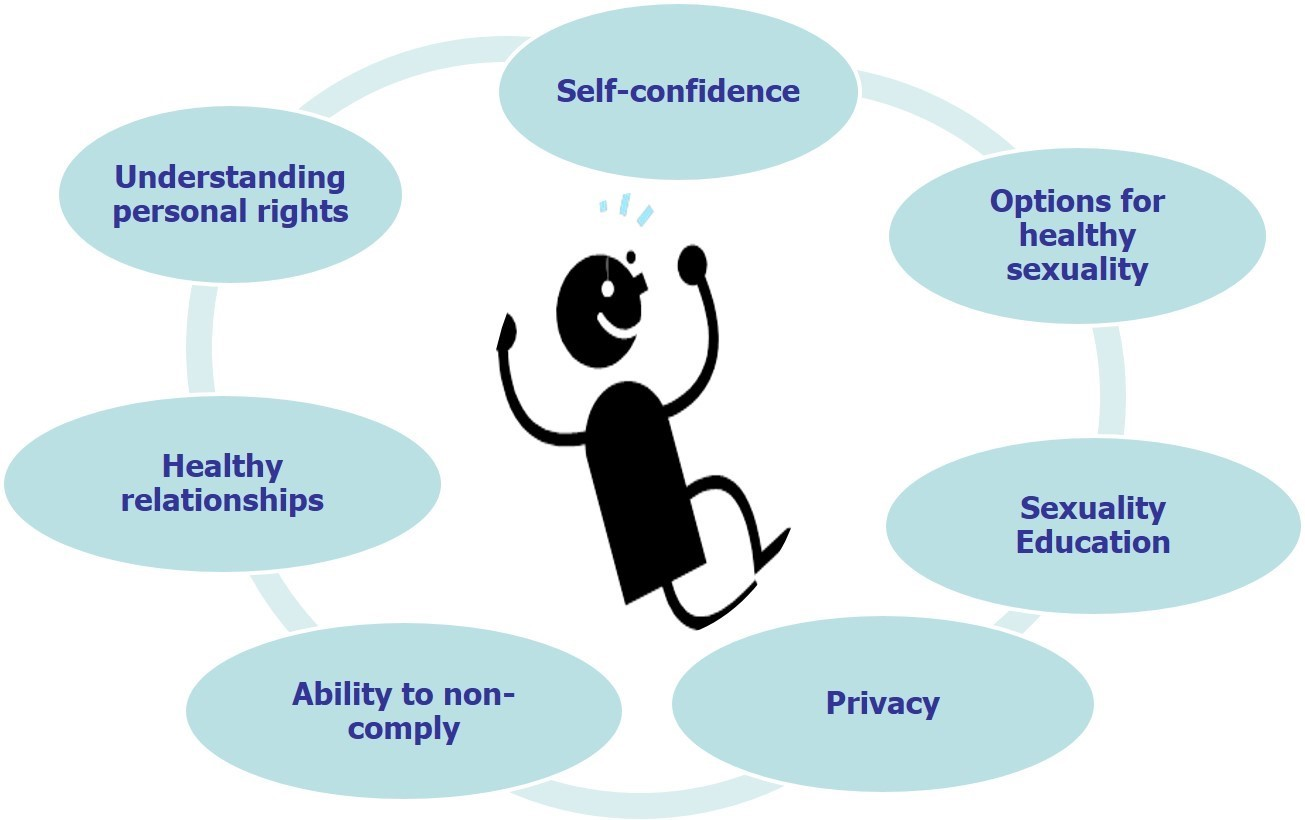 Self-confidence
Options for
healthy
sexuality
Sexuality
Education
Privacy
Ability to non-
comply
Healthy
relationships
Understanding
personal rights